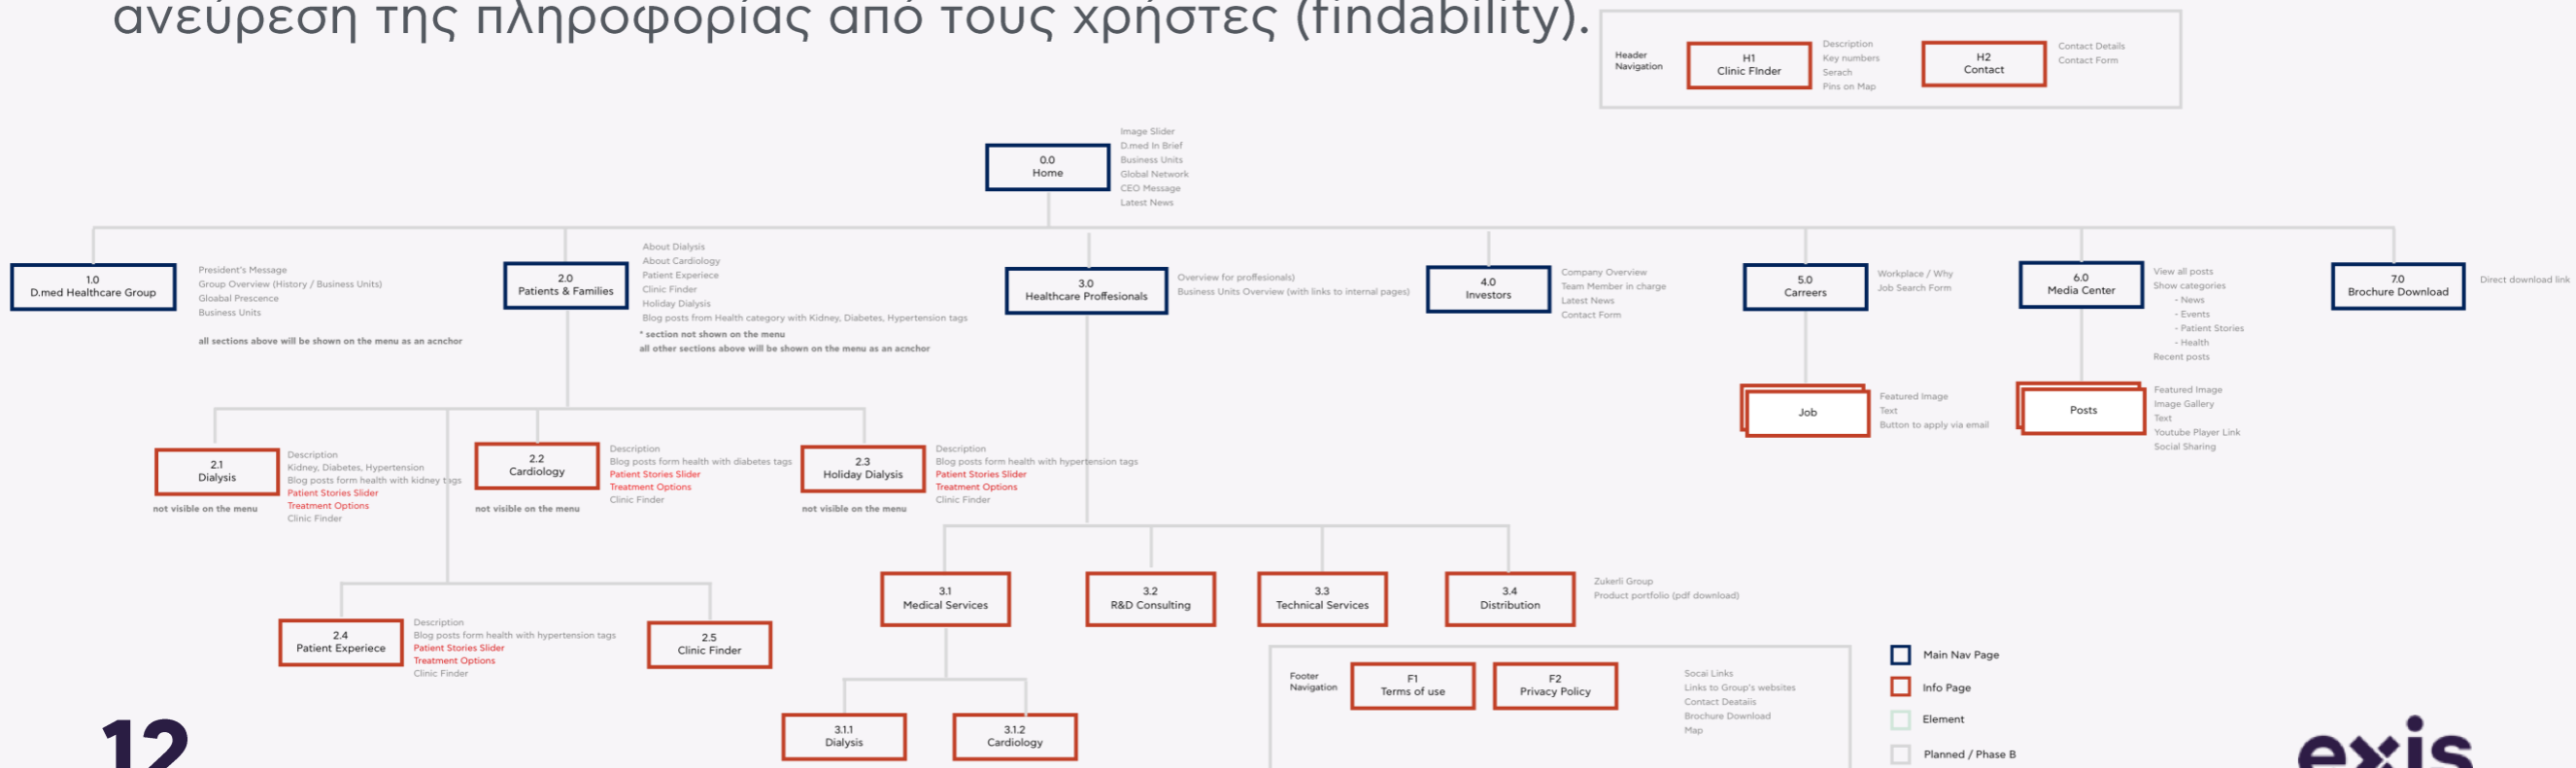 ανεύρεση της πληροφορίας από τους χρήστες (findability).
Header
Navigation
H1
Clinic FInder
Description
Key numbers
Serach
Pins on Map
H2
Contact
Contact Details
Contact Form
0.0
Home
Image Slider
D.med In Brief
Business Units
Global Network
CEO Message
Latest News
1.0
D.med Healthcare Group
President's Message
Group Overview (History / Business Units)
Gloabal Prescence
Business Units
all sections above will be shown on the menu as an acnchor
2.0
Patients & Families
About Dialysis
About Cardiology
Patient Experiece
Clinic Finder
Holiday Dialysis
Blog posts from Health category with Kidney, Diabetes, Hypertension tags
* section not shown on the menu
all other sections above will be shown on the menu as an acnchor
3.0
Healthcare Proffesionals
Overview for proffesionals)
Business Units Overview (with links to internal pages)
4.0
Investors
Company Overview
Team Member in charge
Latest News
Contact Form
5.0
Carreers
Workplace / Why
Job Search Form
6.0
Media Center
View all posts
Show categories
- News
- Events
- Patient Stories
- Health
Recent posts
7.0
Brochure Download
Direct download link
Job
Featured Image
Text
Button to apply via email
Posts
Featured Image
Image Gallery
Text
Youtube Player Link
Social Sharing
2.1
Dialysis
not visible on the menu
Description
Kidney, Diabetes, Hypertension
Blog posts form health with kidney tags
Patient Stories Slider
Treatment Options
Clinic Finder
2.2
Cardiology
not visible on the menu
Description
Blog posts form health with diabetes tags
Patient Stories Slider
Treatment Options
Clinic Finder
2.3
Holiday Dialysis
not visible on the menu
Description
Blog posts form health with hypertension tags
Patient Stories Slider
Treatment Options
Clinic Finder
2.4
Patient Experiece
Description
Blog posts form health with hypertension tags
Patient Stories Slider
Treatment Options
Clinic Finder
2.5
Clinic Finder
3.1
Medical Services
3.2
R&D Consulting
3.3
Technical Services
3.4
Distribution
Zukerli Group
Product portfolio (pdf download)
3.1.1
Dialysis
3.1.2
Cardiology
Footer
Navigation
F1
Terms of use
F2
Privacy Policy
Socai Links
Links to Group's websites
Contact Deataiis
Brochure Download
Map
Main Nav Page
Info Page
Element
Planned / Phase B
12
exis